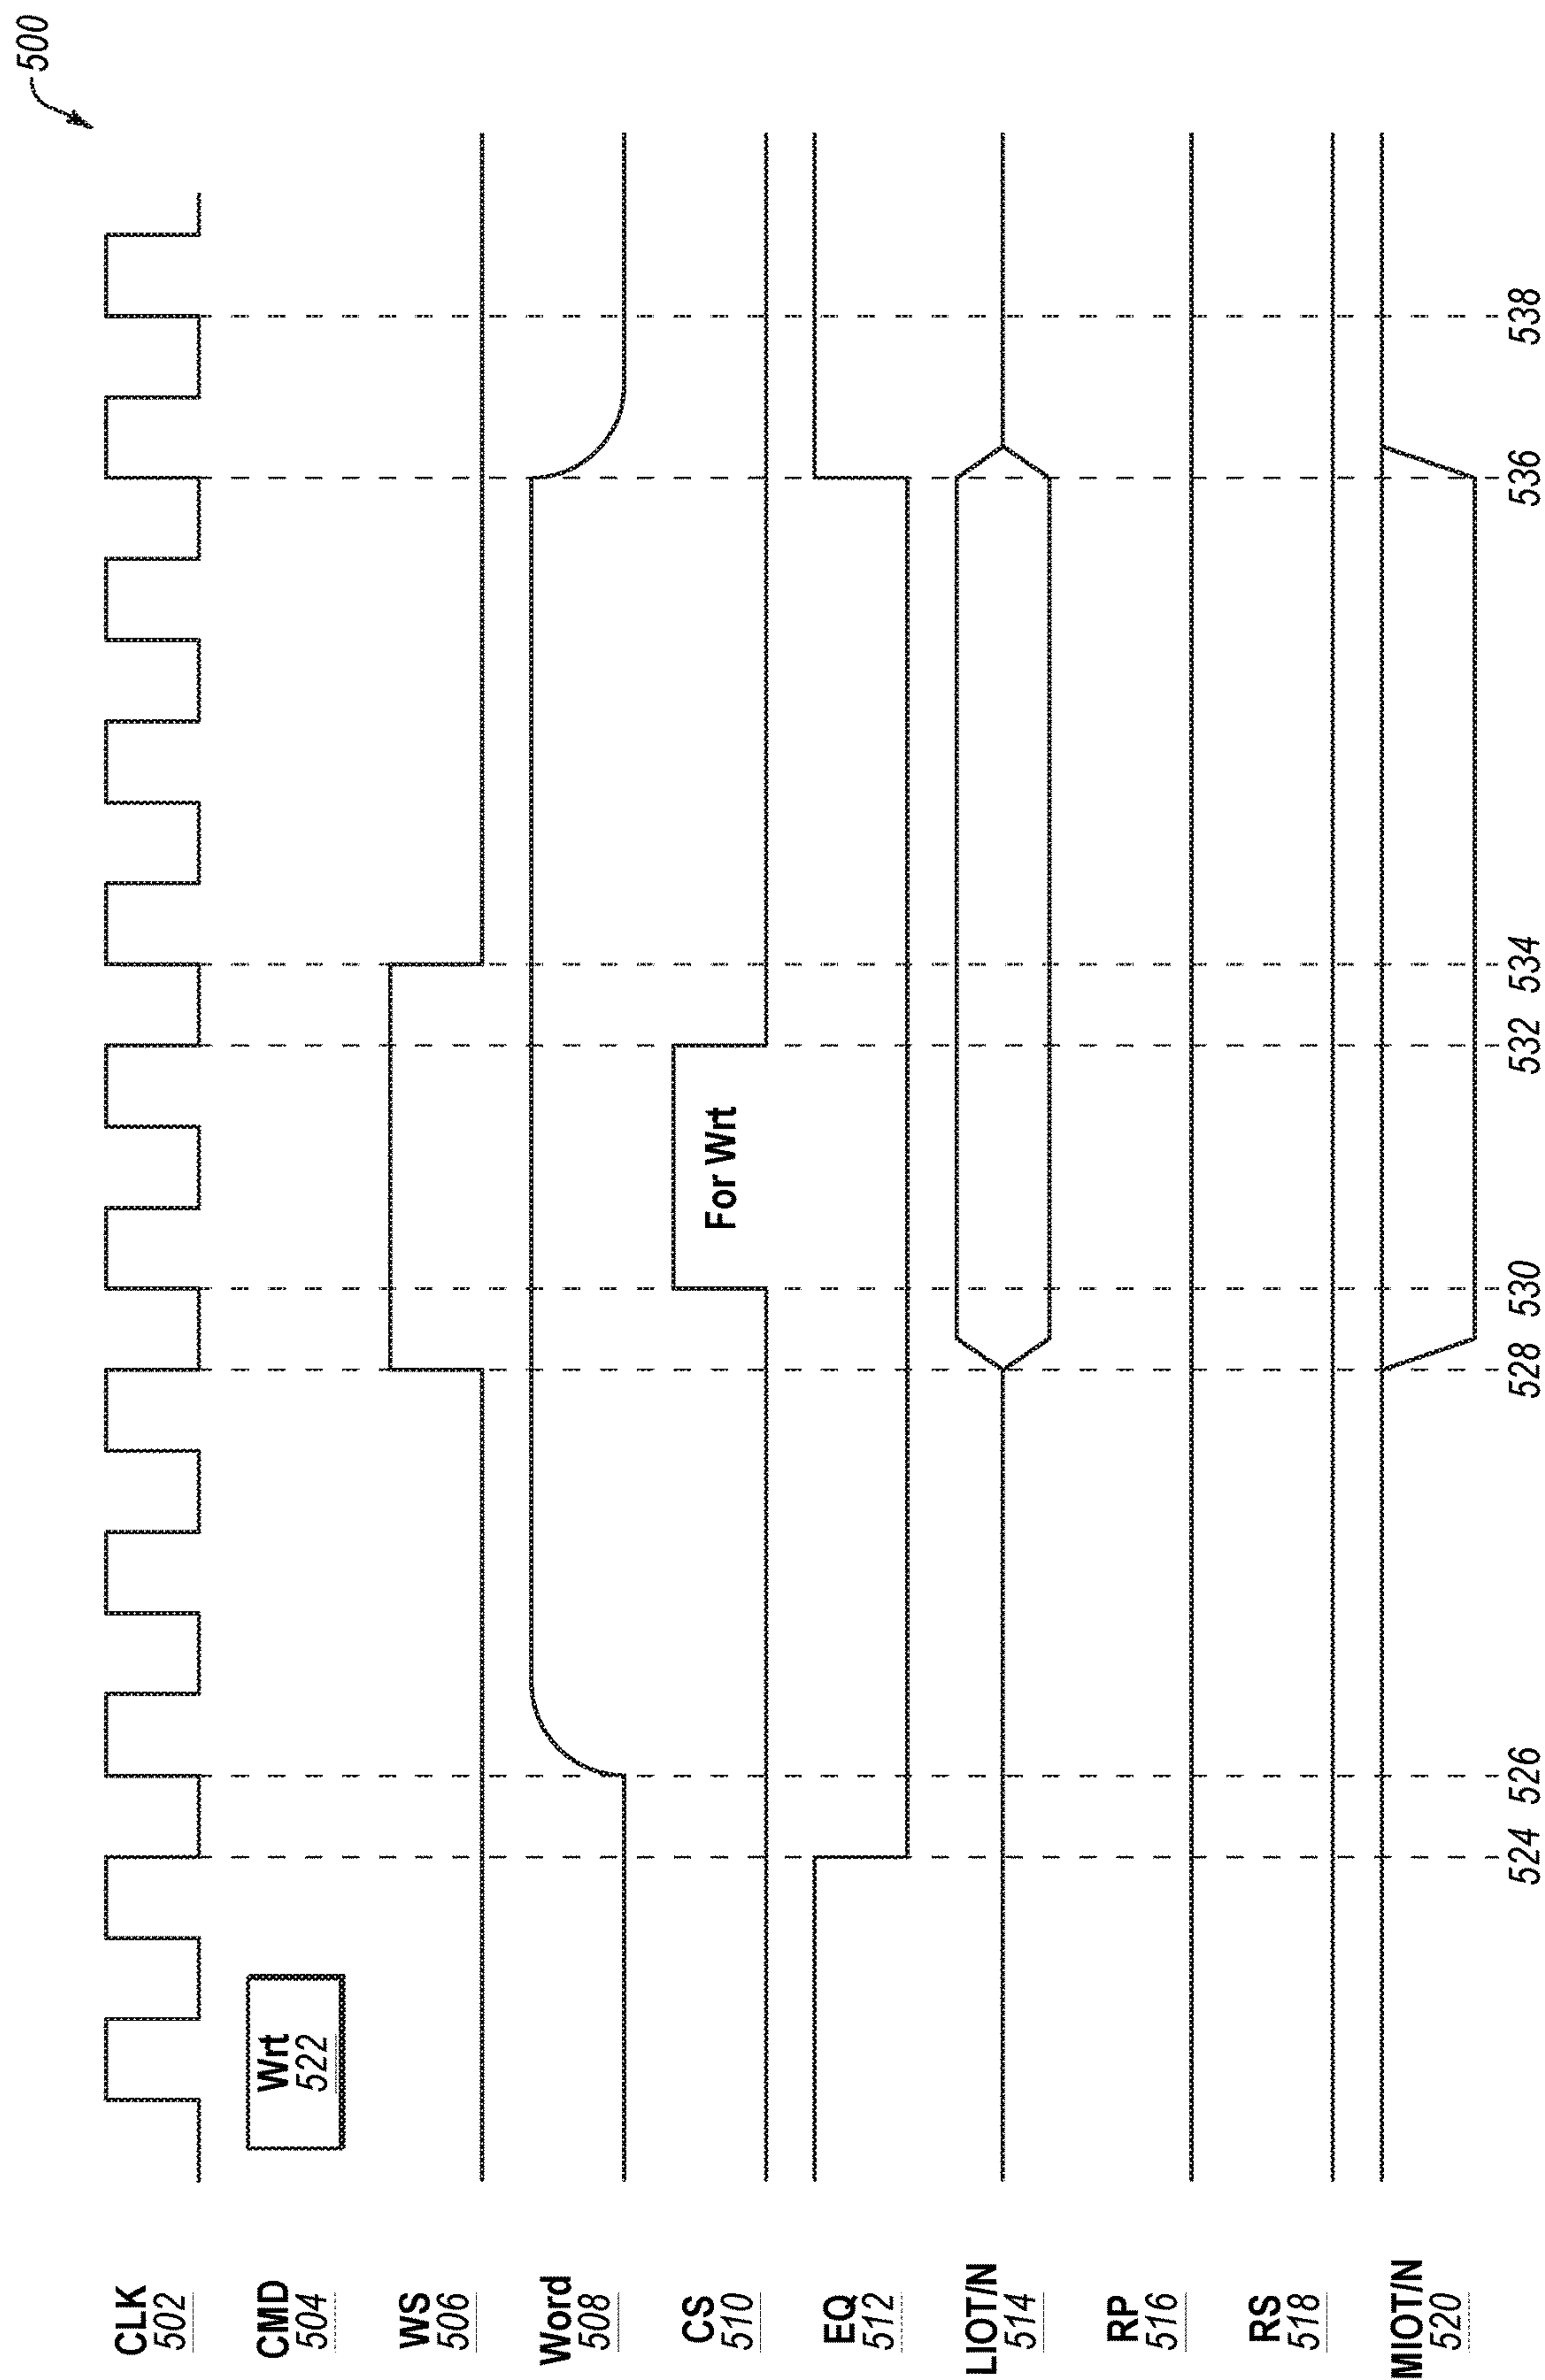 500
CLK
502
CMD
504
Wrt
522
WS
506
Word
508
CS
510
For Wrt
EQ
512
LIOT/N
514
RP
516
RS
518
MIOT/N
520
524 526 528 530 532 534 536 538